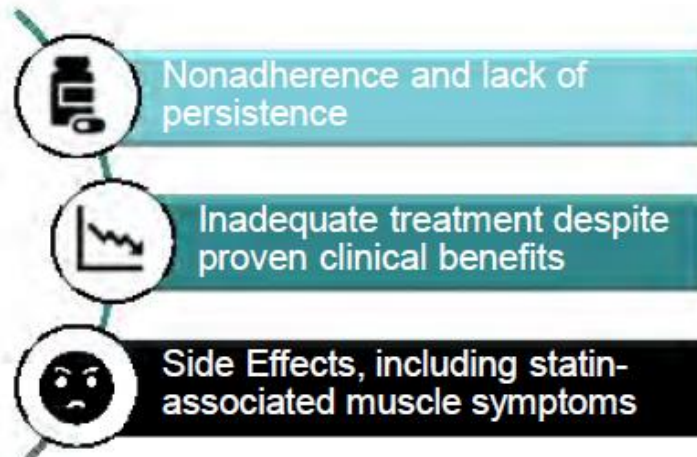 Nonadherence and lack of
persistence
Inadequate treatment despite
proven clinical benefits
Side Effects, including statin-
associated muscle symptoms